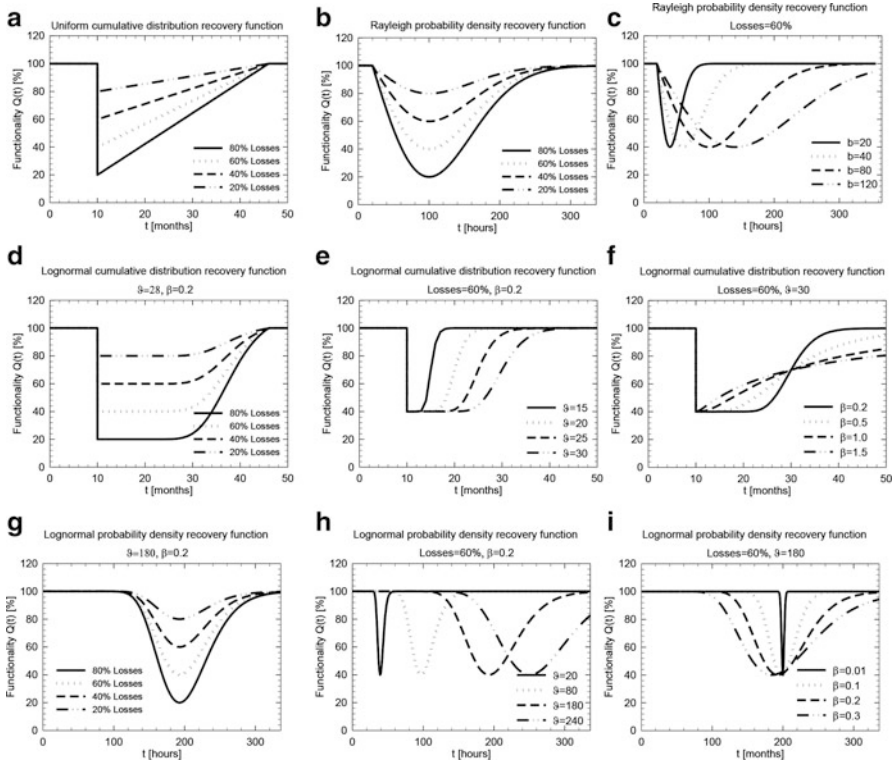 a
Uniform cumulative distribution recovery function
Functionality Q(t) [%]
120
100
80
60
40
20
0
80% Losses
60% Losses
40% Losses
20% Losses
0 10 20 30 40 50
t [months]
b
Rayleigh probability density recovery function
Functionality Q(t) [%]
120
100
80
60
40
20
0
80% Losses
60% Losses
40% Losses
20% Losses
0 100 200 300
t [hours]
c
Rayleigh probability density recovery function
Losses=60%
Functionality Q(t) [%]
120
100
80
60
40
20
0
b=20
b=40
b=80
b=120
0 100 200 300
t [hours]
d
Lognormal cumulative distribution recovery function
ϑ=28, β=0.2
Functionality Q(t) [%]
120
100
80
60
40
20
0
80% Losses
60% Losses
40% Losses
20% Losses
0 10 20 30 40 50
t [months]
e
Lognormal cumulative distribution recovery function
Losses=60%, β=0.2
Functionality Q(t) [%]
120
100
80
60
40
20
0
ϑ=15
ϑ=20
ϑ=25
ϑ=30
0 10 20 30 40 50
t [months]
f
Lognormal cumulative distribution recovery function
Losses=60%, ϑ=30
Functionality Q(t) [%]
120
100
80
60
40
20
0
β=0.2
β=0.5
β=1.0
β=1.5
0 10 20 30 40 50
t [months]
g
Lognormal probability density recovery function
ϑ=180, β=0.2
Functionality Q(t) [%]
120
100
80
60
40
20
0
80% Losses
60% Losses
40% Losses
20% Losses
0 100 200 300
t [hours]
h
Lognormal probability density recovery function
Losses=60%, β=0.2
Functionality Q(t) [%]
120
100
80
60
40
20
0
ϑ=20
ϑ=80
ϑ=180
ϑ=240
0 100 200 300
t [hours]
i
Lognormal probability density recovery function
Losses=60%, ϑ=180
Functionality Q(t) [%]
120
100
80
60
40
20
0
β=0.01
β=0.1
β=0.2
β=0.3
0 100 200 300
t [hours]